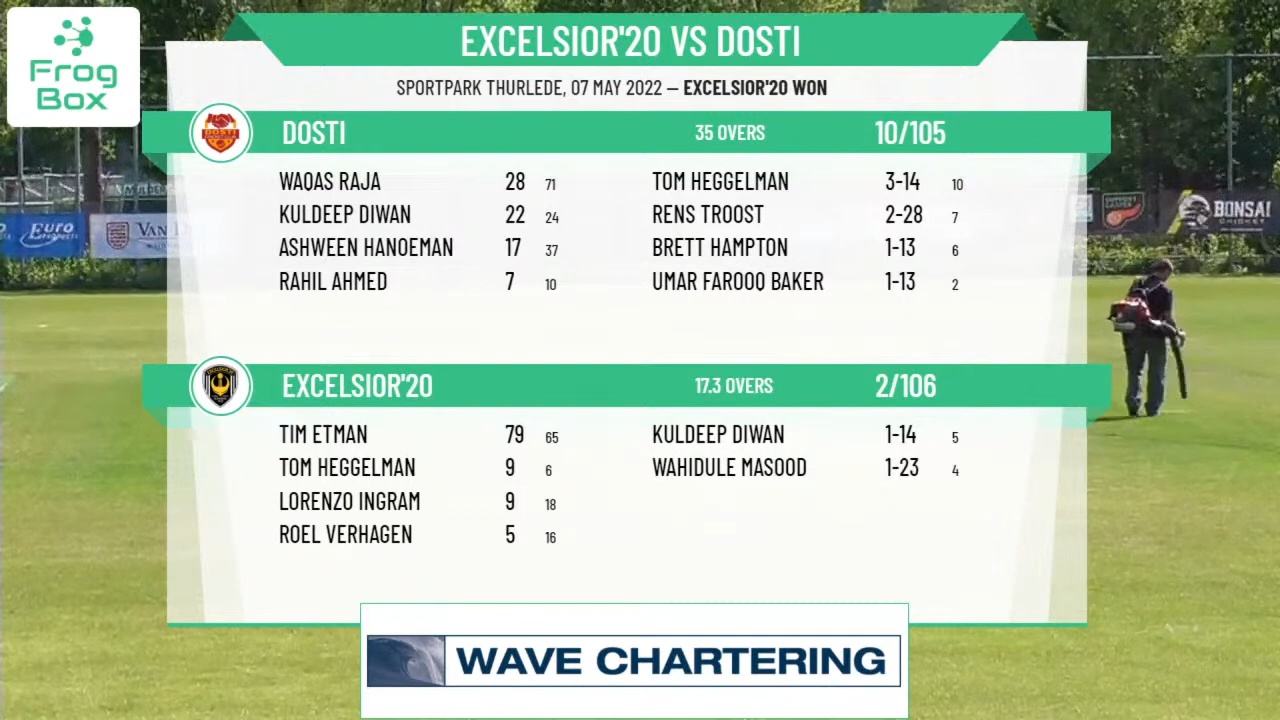 Frog
Box
EXCELSIOR'20 VS DOSTI
SPORTPARK THURLEDE, 07 MAY 2022 – EXCELSIOR'20 WON
DOSTI 35 OVERS 10/105
WAQAS RAJA 28 71 TOM HEGGELMAN 3-14 10
KULDEEP DIWAN 22 24 RENS TROOST 2-28 7
ASHWEEN HANOEMAN 17 37 BRETT HAMPTON 1-13 6
RAHIL AHMED 7 10 UMAR FAROOQ BAKER 1-13 2
EURO
VAN D
BONSAI
CRICKET
EXCELSIOR'20 17.3 OVERS 2/106
TIM ETMAN 79 65 KULDEEP DIWAN 1-14 5
TOM HEGGELMAN 9 6 WAHIDULE MASOOD 1-23 4
LORENZO INGRAM 9 18
ROEL VERHAGEN 5 16
WAVE CHARTERING